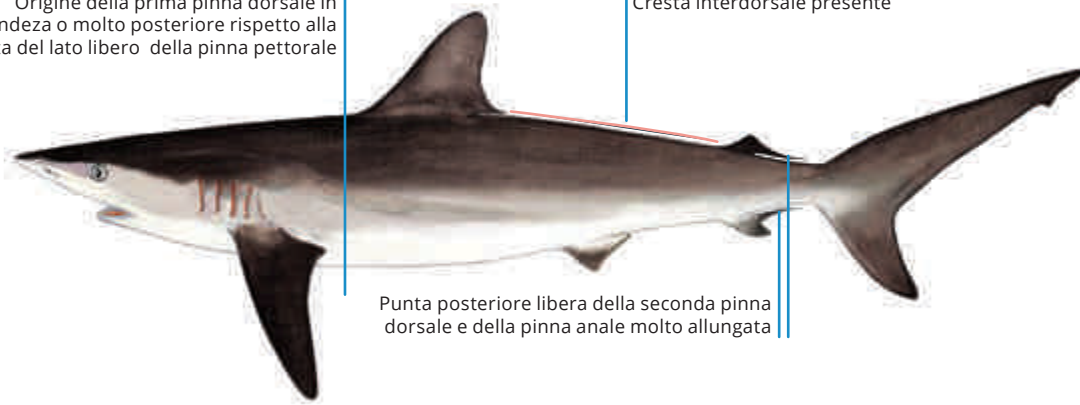 Origine della prima pinna dorsale in
o molto posteriore rispetto alla
del lato libero della pinna pettorale
Cresta interdorsale presente
Punta posteriore libera della seconda pinna
dorsale e della pinna anale molto allungata